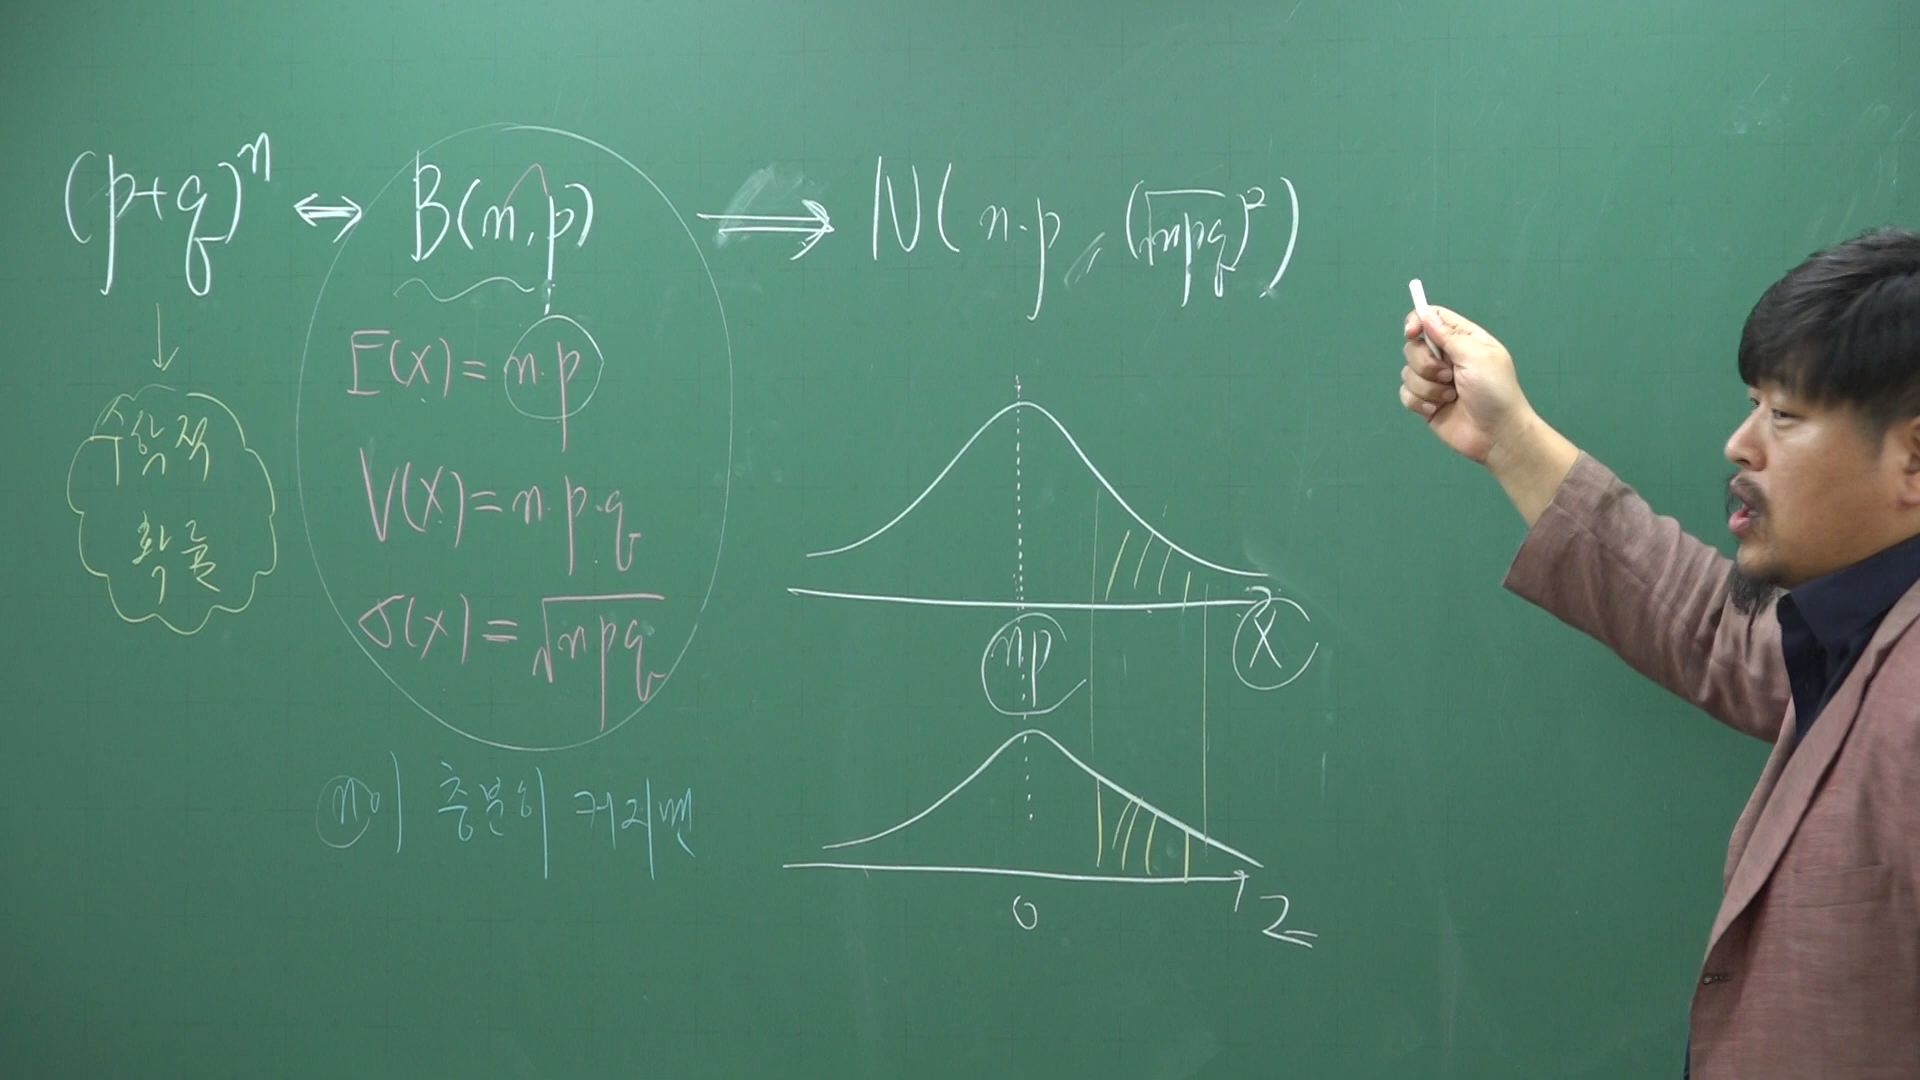 (p+q)ⁿ ⇔ B(n,p) ⟹ N(n·p, (√npq)²)
수학적
확률
E(X)=n·p
V(X)=n·p·q
σ(X)=√npq
n이 충분히 커지면
np
X
0
Z